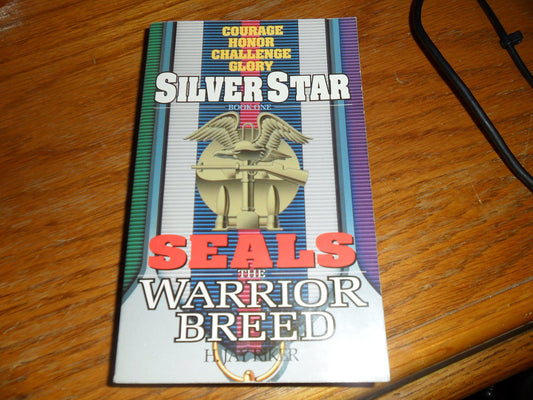 COURAGE
HONOR
CHALLENGE
GLORY
SILVER STAR
BOOK ONE
SEALS
THE
WARRIOR
BREED
H. JAY RIKER